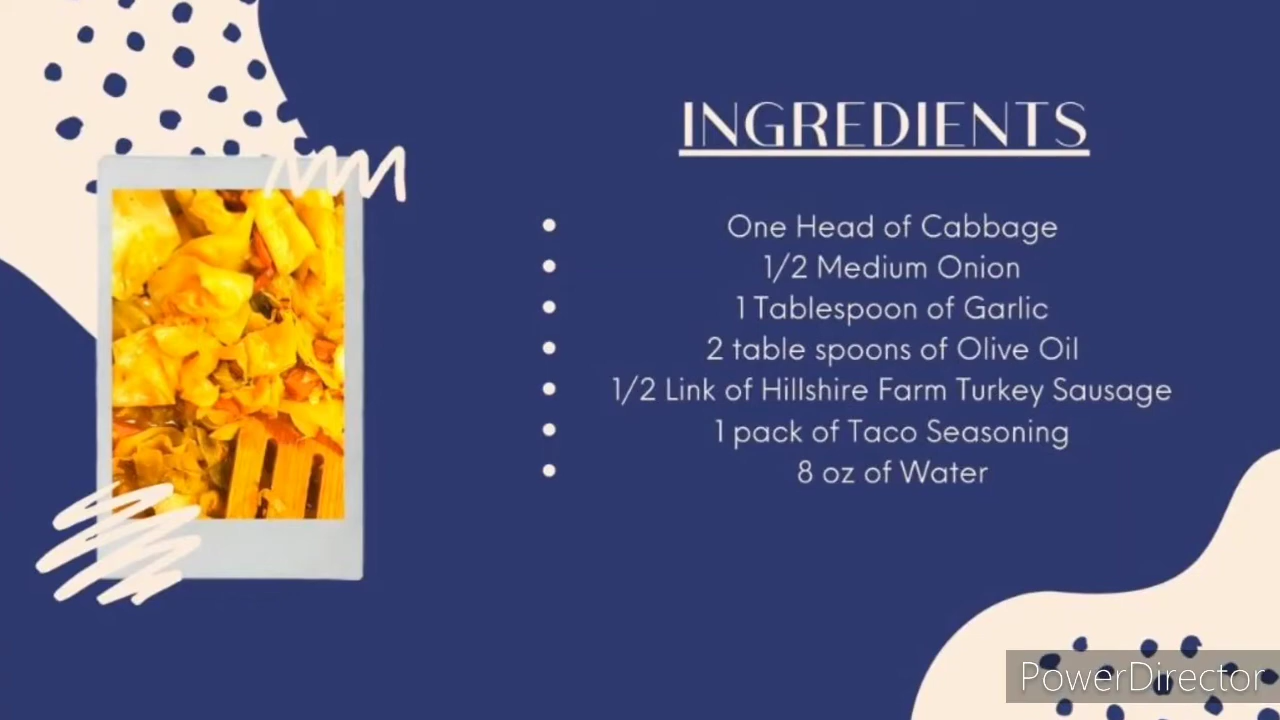 INGREDIENTS
One Head of Cabbage
1/2 Medium Onion
1 Tablespoon of Garlic
2 table spoons of Olive Oil
1/2 Link of Hillshire Farm Turkey Sausage
1 pack of Taco Seasoning
8 oz of Water
PowerDirector